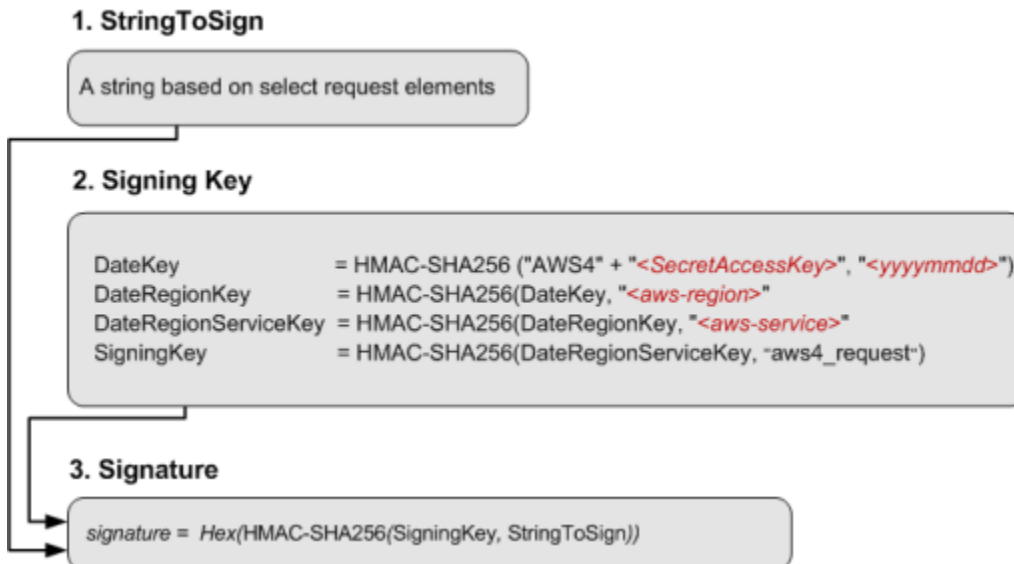 1. StringToSign
A string based on select request elements
2. Signing Key
DateKey = HMAC-SHA256 ("AWS4" + "<SecretAccessKey>", "<yyyymmdd>")
DateRegionKey = HMAC-SHA256(DateKey, "<aws-region>"
DateRegionServiceKey = HMAC-SHA256(DateRegionKey, "<aws-service>"
SigningKey = HMAC-SHA256(DateRegionServiceKey, "aws4_request")
3. Signature
signature = Hex(HMAC-SHA256(SigningKey, StringToSign))